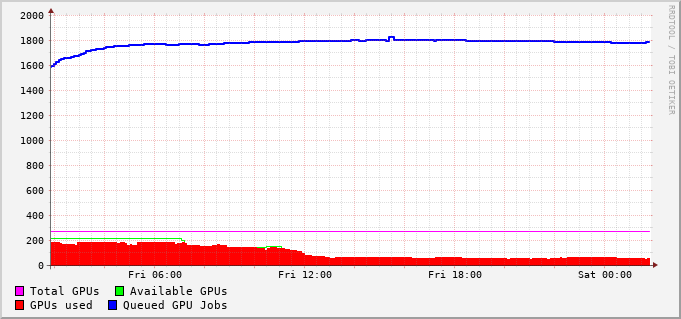 2000
1800
1600
1400
1200
1000
800
600
400
200
0
Fri 06:00 Fri 12:00 Fri 18:00 Sat 00:00
Total GPUs Available GPUs
GPUs used Queued GPU Jobs
RRDTOOL / TOBI OETIKER